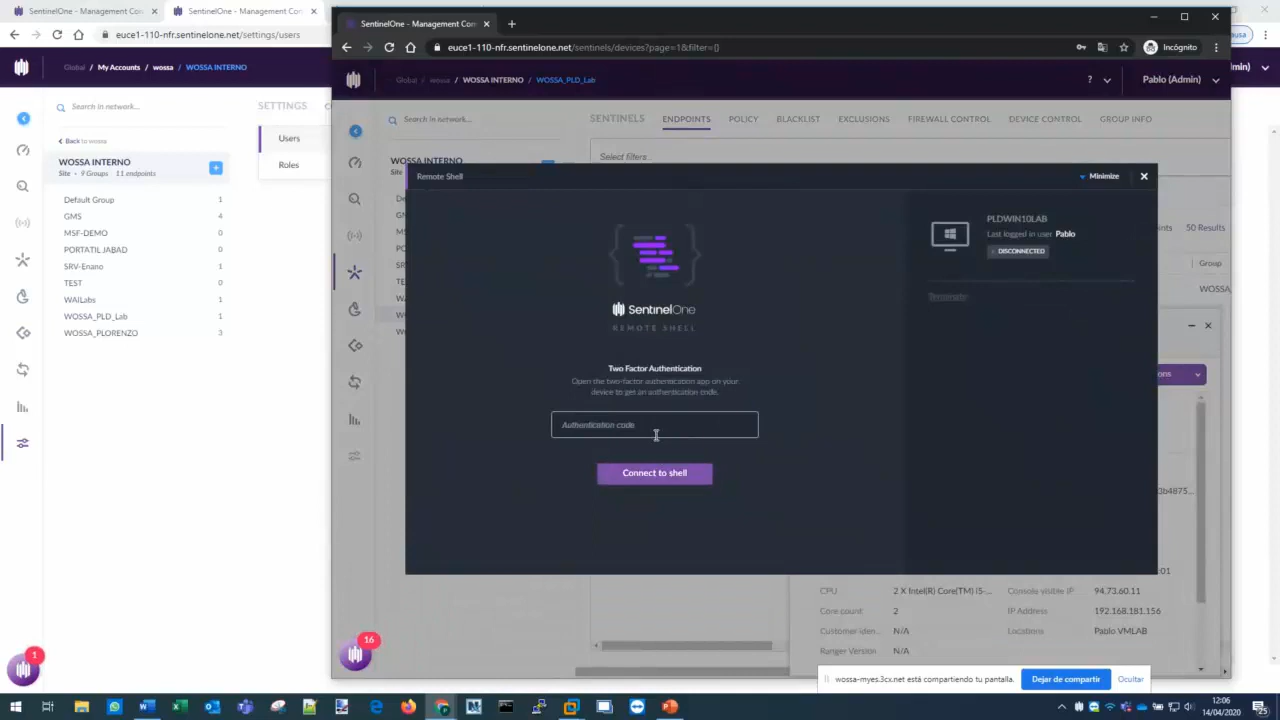 SentinelOne - Management Con
SentinelOne - Management Con
euce1-110-nfr.sentinelone.net/settings/users
Global / My Accounts / wossa / WOSSA INTERNO
Search in network...
SETTINGS
Back to wossa
WOSSA INTERNO
Site • 9 Groups • 11 endpoints
Default Group 1
GMS 4
MSF-DEMO 0
PORTATIL JABAD 0
SRV-Enano 1
TEST 0
WAILabs 1
WOSSA_PLD_Lab 1
WOSSA_PLORENZO 3
Users
Roles
1
SentinelOne - Management Con
euce1-110-nfr.sentinelone.net/sentinels/devices?page=1&filter={}
Incógnito
Global / wossa / WOSSA INTERNO / WOSSA_PLD_Lab
? Pablo (Admin)
Search in network...
SENTINELS ENDPOINTS POLICY BLACKLIST EXCLUSIONS FIREWALL CONTROL DEVICE CONTROL GROUP INFO
WOSSA INTERNO
Select filters...
50 Results
Group
WOSSA
Remote Shell
Minimize
SentinelOne
REMOTE SHELL
Two Factor Authentication
Open the two-factor authentication app on your
device to get an authentication code.
Authentication code
Connect to shell
PLDWIN10LAB
Last logged in user Pablo
DISCONNECTED
Terminate
3b4875...
CPU 2 X Intel(R) Core(TM) i5-... Console visible IP 94.73.60.11
Core count: 2 IP Address 192.168.181.156
Customer iden... N/A Locations Pablo VMLAB
Ranger Version N/A
16
wossa-myes.3cx.net está compartiendo tu pantalla. Dejar de compartir Ocultar
12:06
14/04/2020
25